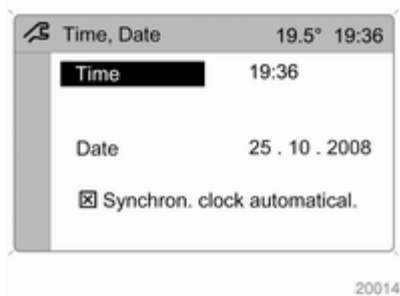 Time, Date 19.5° 19:36
Time 19:36
Date 25 . 10 . 2008
Synchron. clock automatical.
20014